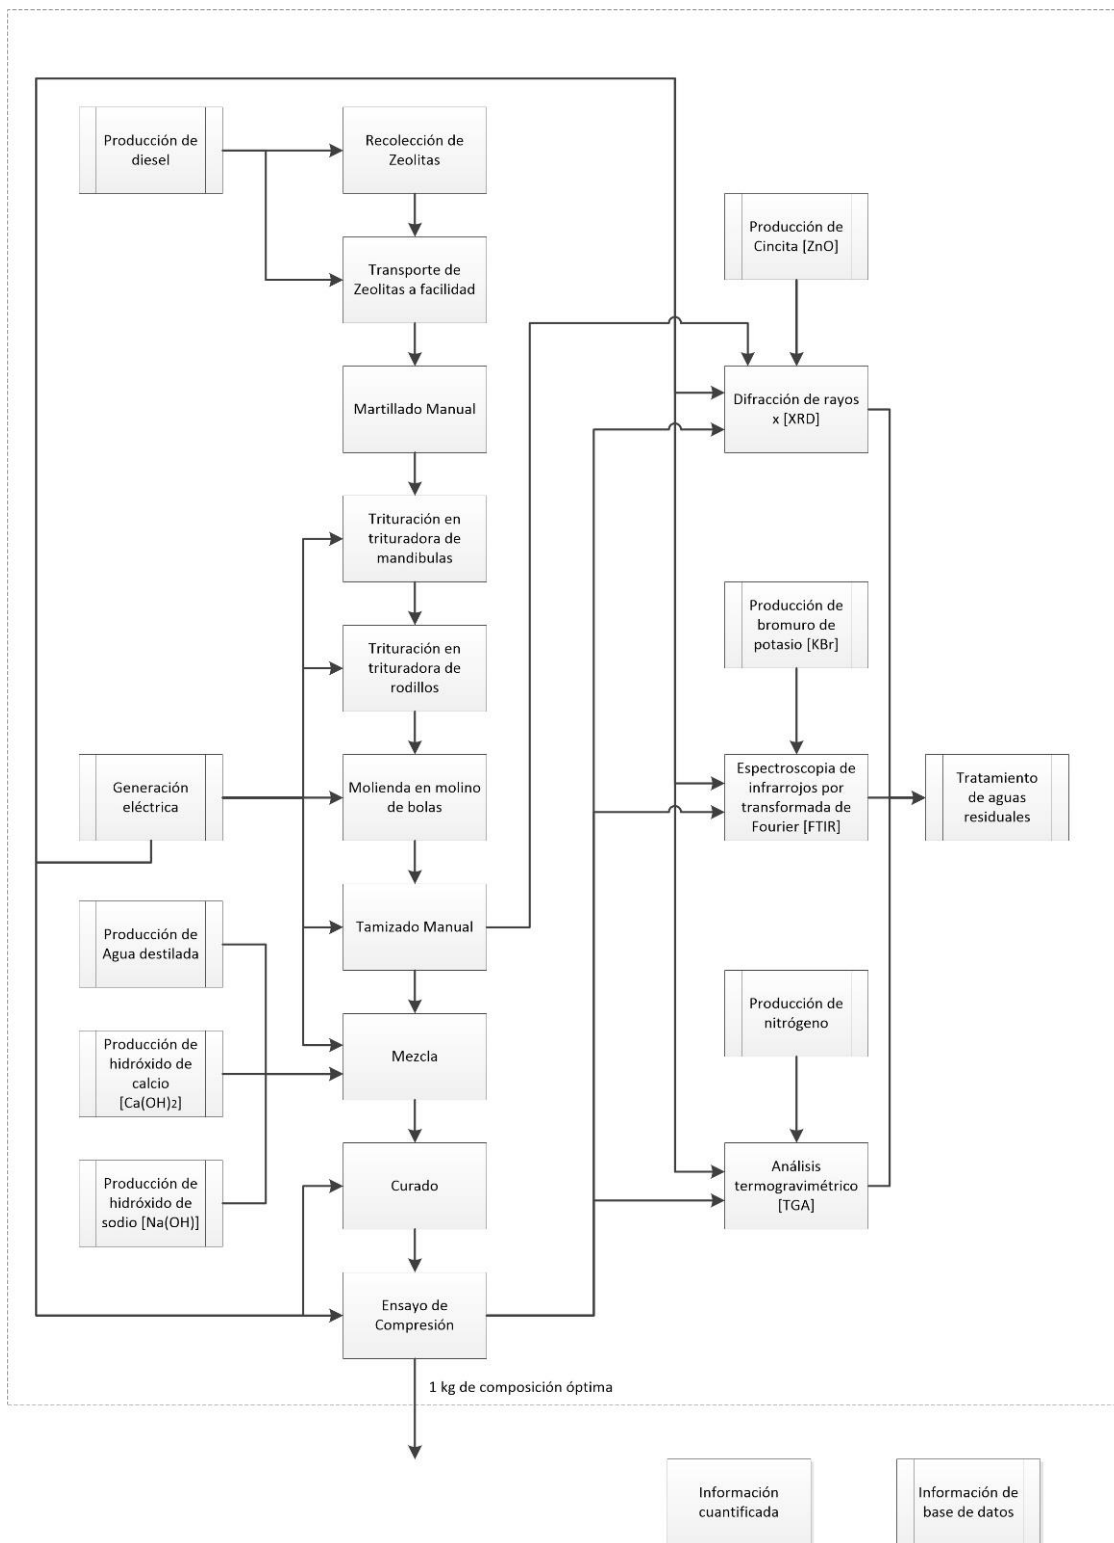 Producción de
diesel
Recolección de
Zeolitas
Producción de
Cincita [ZnO]
Transporte de
Zeolitas a facilidad
Martillado Manual
Difracción de rayos
x [XRD]
Trituración en
trituradora de
mandibulas
Producción de
bromuro de
potasio [KBr]
Trituración en
trituradora de
rodillos
Generación
eléctrica
Molienda en molino
de bolas
Espectroscopia de
infrarrojos por
transformada de
Fourier [FTIR]
Tratamiento
de aguas
residuales
Producción de
Agua destilada
Tamizado Manual
Producción de
nitrógeno
Producción de
hidróxido de
calcio
[Ca(OH)2]
Mezcla
Producción de
hidróxido de
sodio [Na(OH)]
Curado
Análisis
termogravimétrico
[TGA]
Ensayo de
Compresión
1 kg de composición óptima
Información
cuantificada
Información de
base de datos